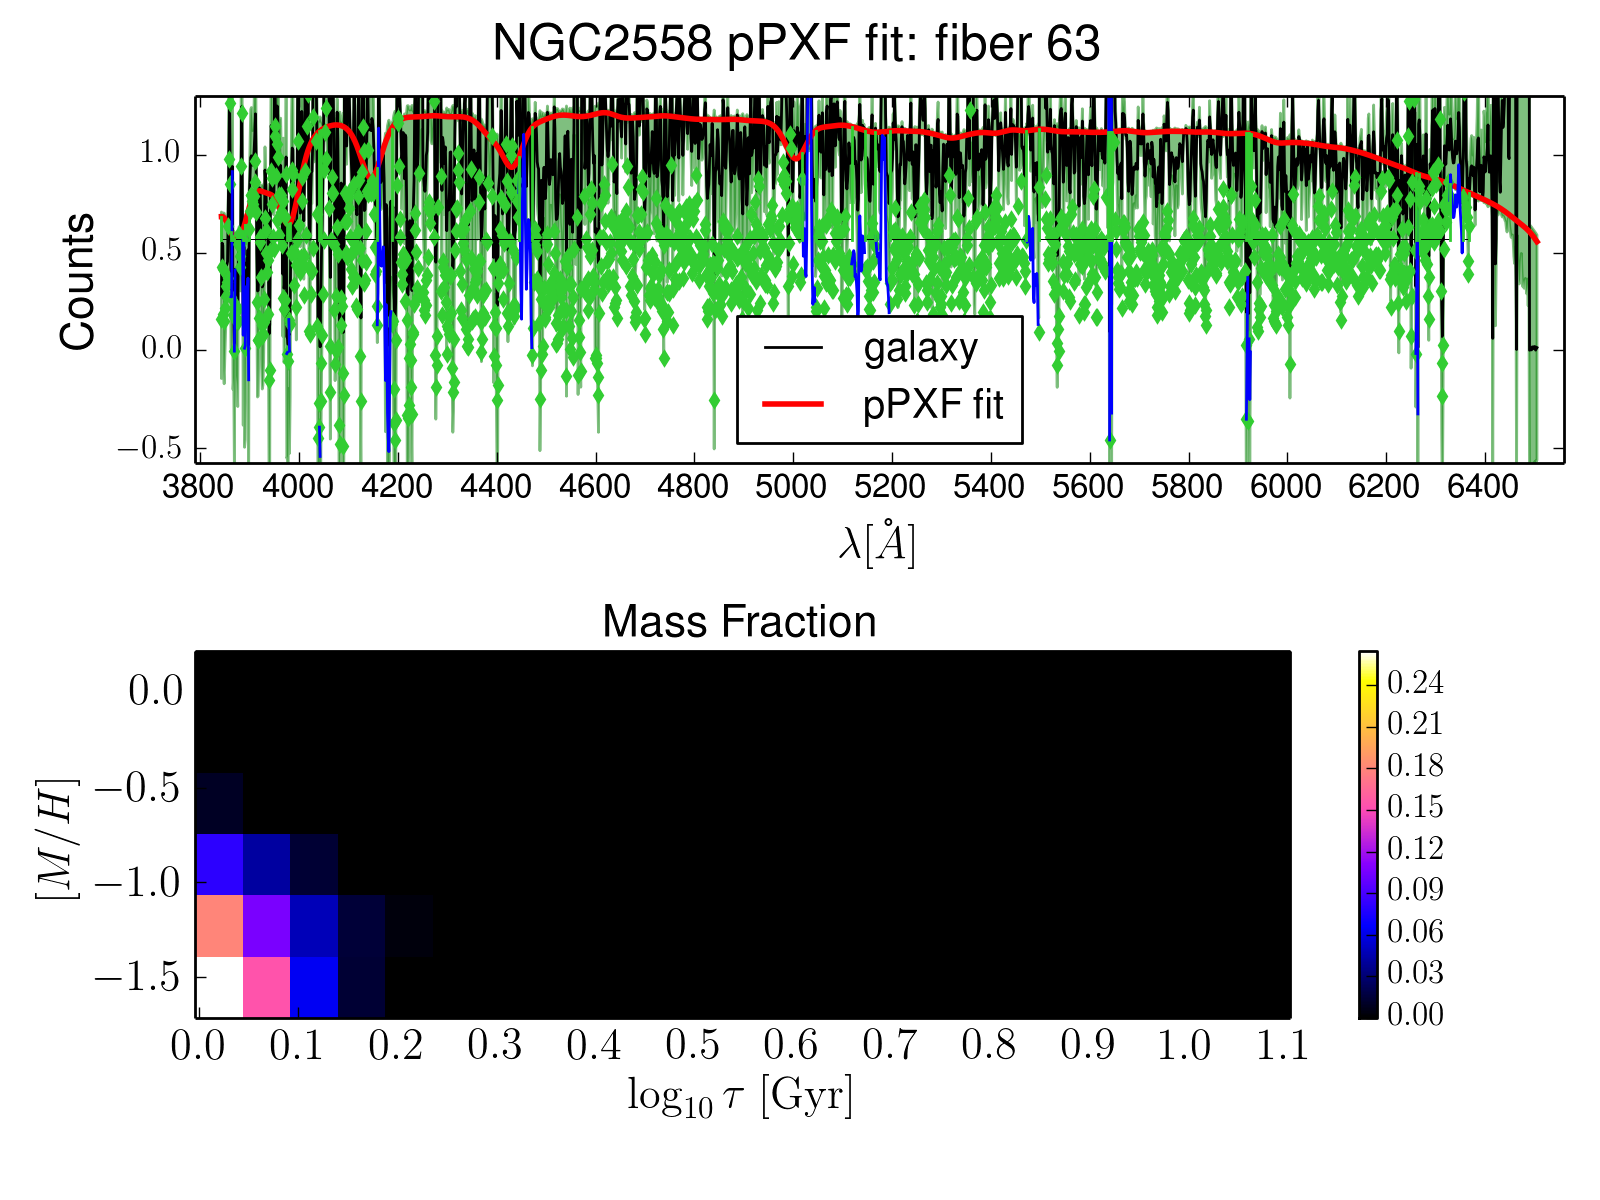 NGC2558 pPXF fit: fiber 63
Counts
1.0
0.5
0.0
−0.5
galaxy
pPXF fit
3800 4000 4200 4400 4600 4800 5000 5200 5400 5600 5800 6000 6200 6400
λ[Å]
Mass Fraction
[M/H]
0.0
−0.5
−1.0
−1.5
0.0 0.1 0.2 0.3 0.4 0.5 0.6 0.7 0.8 0.9 1.0 1.1
log₁₀ τ [Gyr]
0.24
0.21
0.18
0.15
0.12
0.09
0.06
0.03
0.00